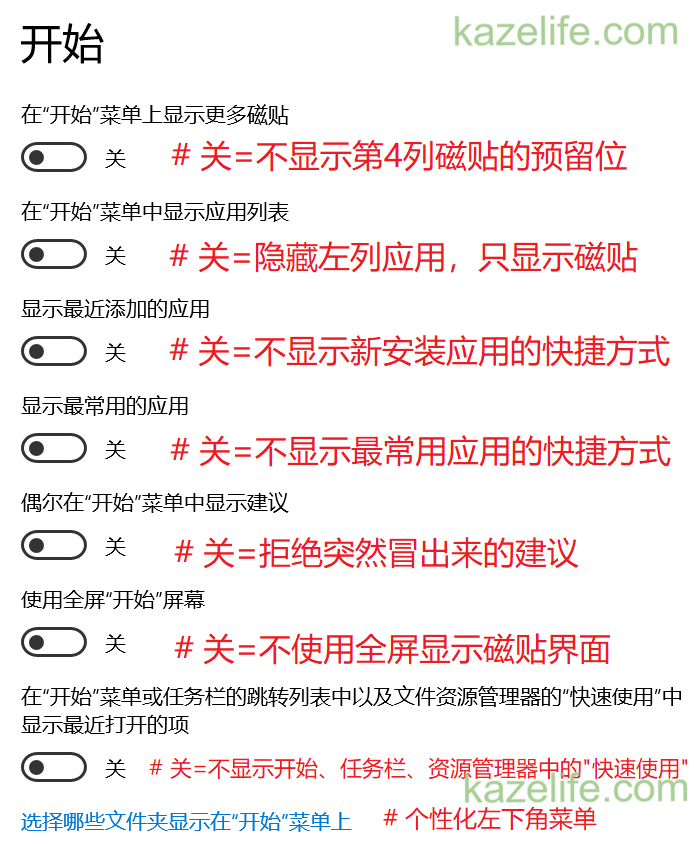 开始
kazelife.com
在“开始”菜单上显示更多磁贴
关 # 关=不显示第4列磁贴的预留位
在“开始”菜单中显示应用列表
关 # 关=隐藏左列应用，只显示磁贴
显示最近添加的应用
关 # 关=不显示新安装应用的快捷方式
显示最常用的应用
关 # 关=不显示最常用应用的快捷方式
偶尔在“开始”菜单中显示建议
关 # 关=拒绝突然冒出来的建议
使用全屏“开始”屏幕
关 # 关=不使用全屏显示磁贴界面
在“开始”菜单或任务栏的跳转列表中以及文件资源管理器的“快速使用”中
显示最近打开的项
关 # 关=不显示开始、任务栏、资源管理器中的"快速使用"
kazelife.com
选择哪些文件夹显示在“开始”菜单上 # 个性化左下角菜单